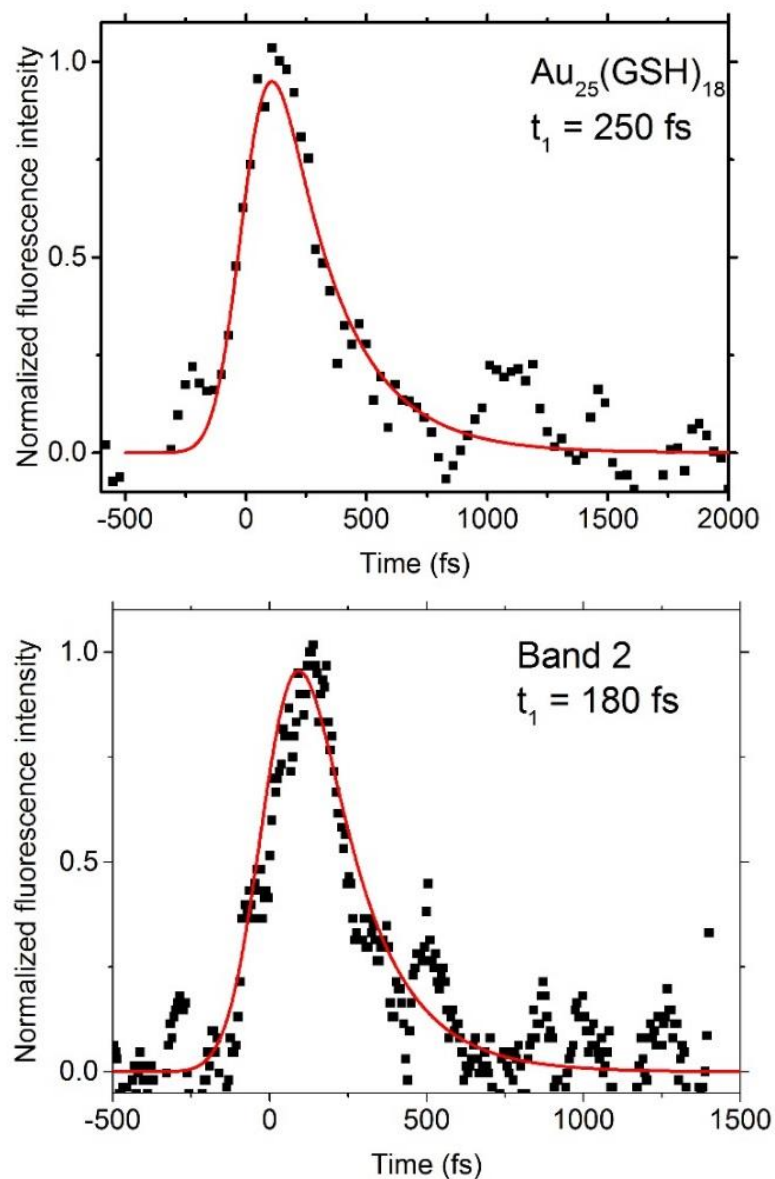 Au₂₅(GSH)₁₈
t₁ = 250 fs
Normalized fluorescence intensity
1.0
0.5
0.0
-500 0 500 1000 1500 2000
Time (fs)
Band 2
t₁ = 180 fs
Normalized fluorescence intensity
1.0
0.5
0.0
-500 0 500 1000 1500
Time (fs)